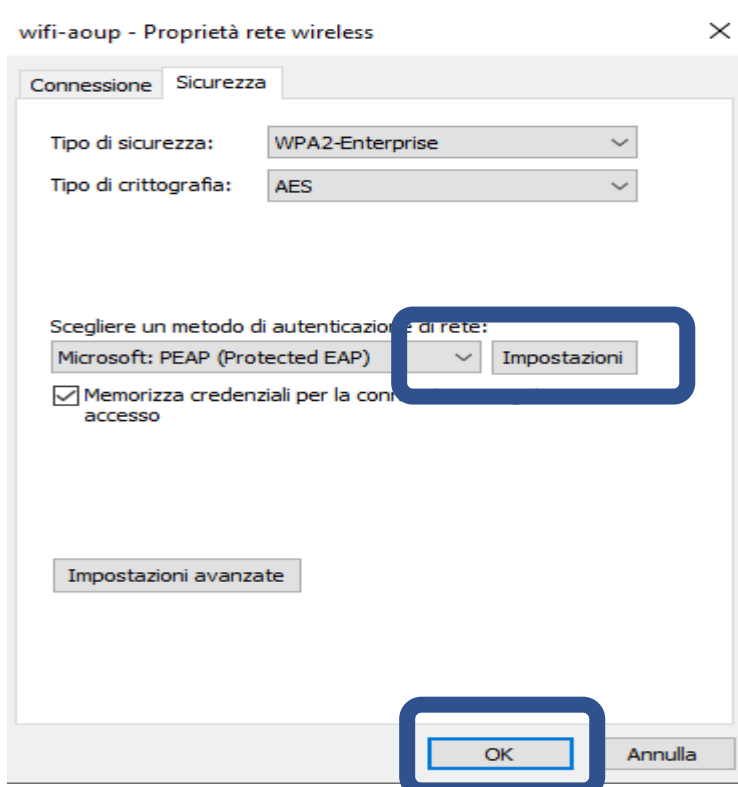 wifi-aoup - Proprietà rete wireless
Connessione Sicurezza
Tipo di sicurezza: WPA2-Enterprise
Tipo di crittografia: AES
Scegliere un metodo di autenticazione di rete:
Microsoft: PEAP (Protected EAP) Impostazioni
Memorizza credenziali per la
accesso
Impostazioni avanzate
OK Annulla